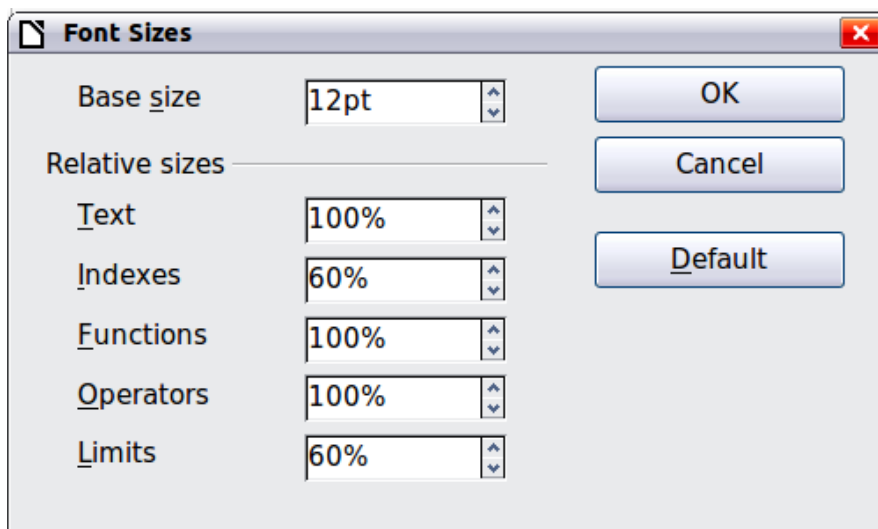 Font Sizes
Base size 12pt OK
Relative sizes Cancel
Text 100%
Indexes 60% Default
Functions 100%
Operators 100%
Limits 60%